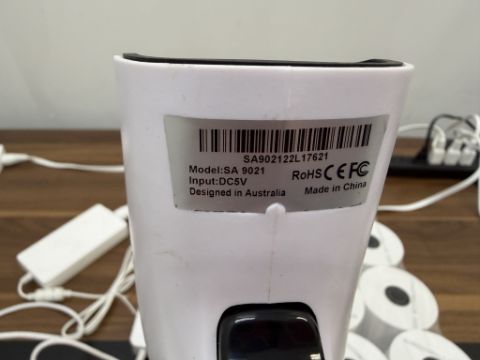 SA902122L17621
Model:SA 9021
RoHS CE FC
Input:DC5V
Designed in Australia
Made in China